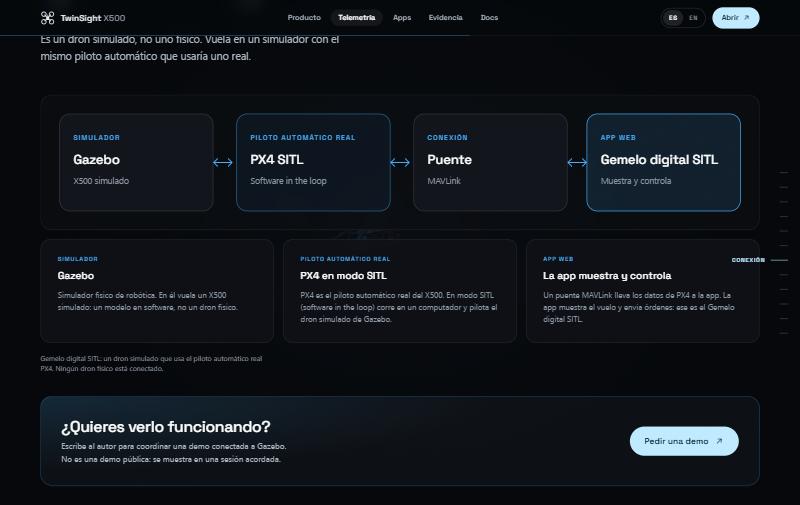 TwinSight X500
Producto
Telemetría
Apps
Evidencia
Docs
ES
EN
Abrir
Es un dron simulado, no uno físico. Vuela en un simulador con el
mismo piloto automático que usaría uno real.
SIMULADOR
Gazebo
X500 simulado
PILOTO AUTOMÁTICO REAL
PX4 SITL
Software in the loop
CONEXIÓN
Puente
MAVLink
APP WEB
Gemelo digital SITL
Muestra y controla
SIMULADOR
Gazebo
Simulador físico de robótica. En él vuela un X500
simulado: un modelo en software, no un dron físico.
PILOTO AUTOMÁTICO REAL
PX4 en modo SITL
PX4 es el piloto automático real del X500. En modo SITL
(software in the loop) corre en un computador y pilota el
dron simulado de Gazebo.
APP WEB
La app muestra y controla
Un puente MAVLink lleva los datos de PX4 a la app. La
app muestra el vuelo y envía órdenes: ese es el Gemelo
digital SITL.
CONEXIÓN
Gemelo digital SITL: un dron simulado que usa el piloto automático real
PX4. Ningún dron físico está conectado.
¿Quieres verlo funcionando?
Escribe al autor para coordinar una demo conectada a Gazebo.
No es una demo pública: se muestra en una sesión acordada.
Pedir una demo